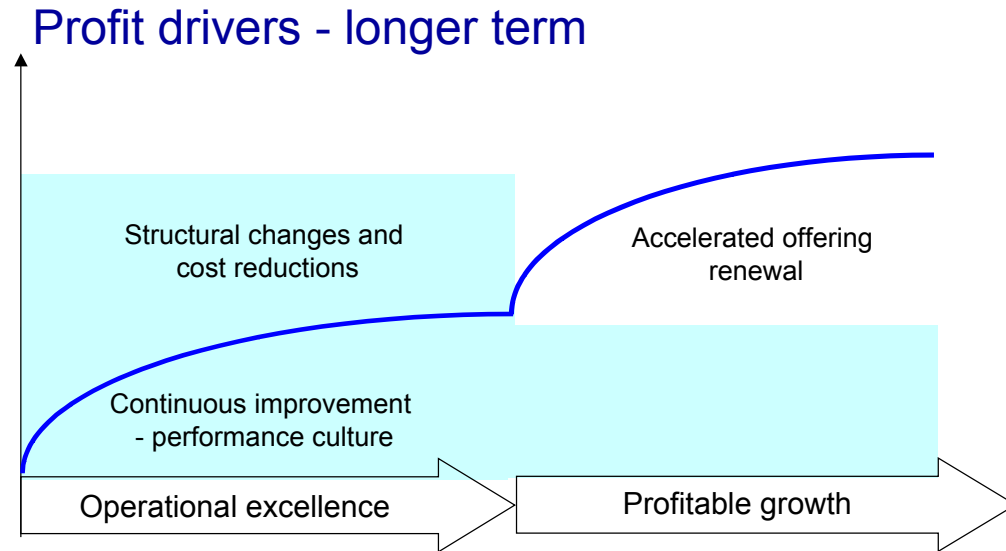 Profit drivers - longer term
Structural changes and
cost reductions
Accelerated offering
renewal
Continuous improvement
- performance culture
Operational excellence
Profitable growth